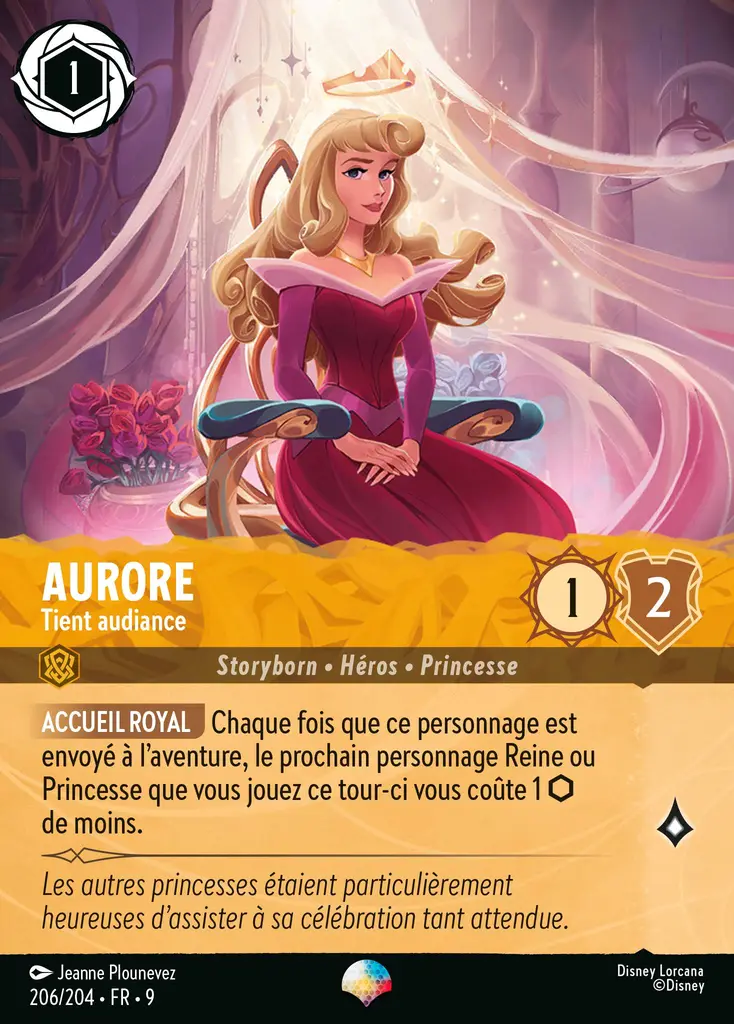 1
AURORE
Tient audiance
1
2
Storyborn • Héros • Princesse
ACCUEIL ROYAL Chaque fois que ce personnage est
envoyé à l’aventure, le prochain personnage Reine ou
Princesse que vous jouez ce tour-ci vous coûte 1
de moins.
Les autres princesses étaient particulièrement
heureuses d’assister à sa célébration tant attendue.
Jeanne Plounevez
Disney Lorcana
206/204 • FR • 9
©Disney